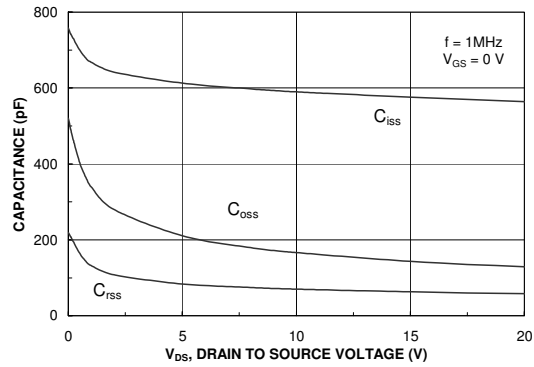 800
600
400
200
0
CAPACITANCE (pF)
f = 1MHz
VGS = 0 V
Ciss
Coss
Crss
0 5 10 15 20
VDS, DRAIN TO SOURCE VOLTAGE (V)